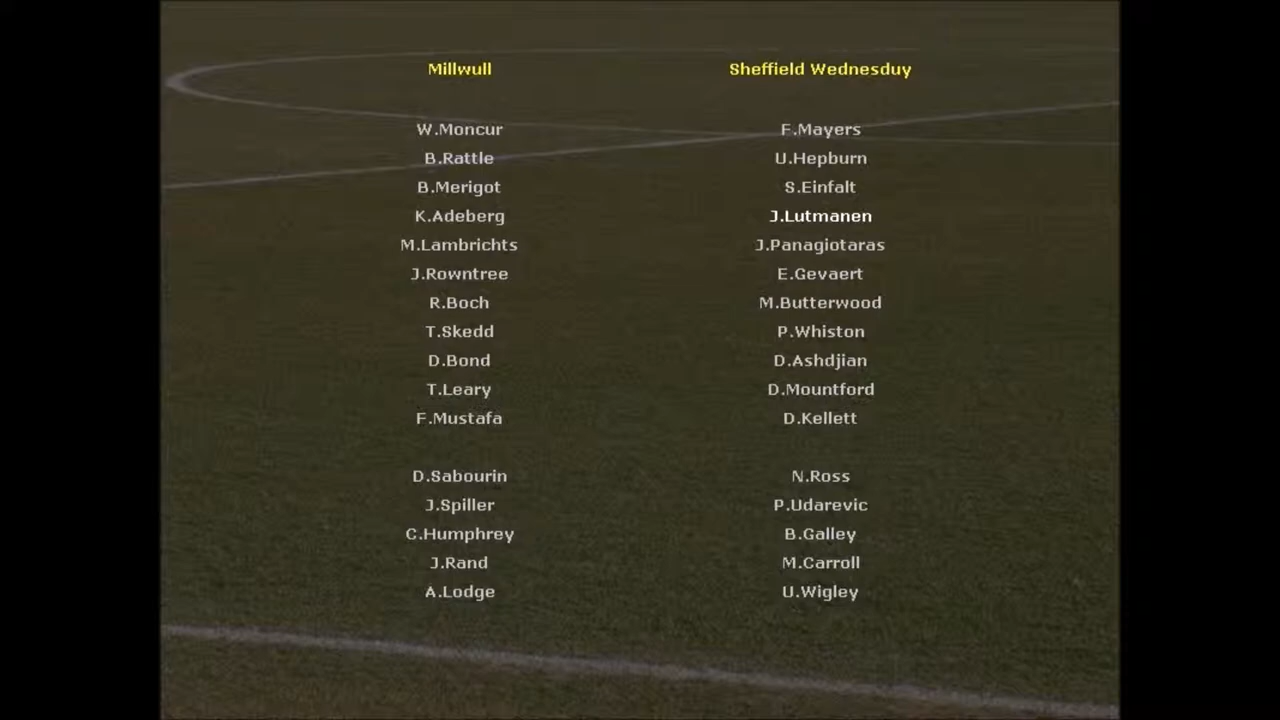 Millwull
W.Moncur
B.Rattle
B.Merigot
K.Adeberg
M.Lambrichts
J.Rowntree
R.Boch
T.Skedd
D.Bond
T.Leary
F.Mustafa
D.Sabourin
J.Spiller
C.Humphrey
J.Rand
A.Lodge
Sheffield Wednesduy
F.Mayers
U.Hepburn
S.Einfalt
J.Lutmanen
J.Panagiotaras
E.Gevaert
M.Butterwood
P.Whiston
D.Ashdjian
D.Mountford
D.Kellett
N.Ross
P.Udarevic
B.Galley
M.Carroll
U.Wigley